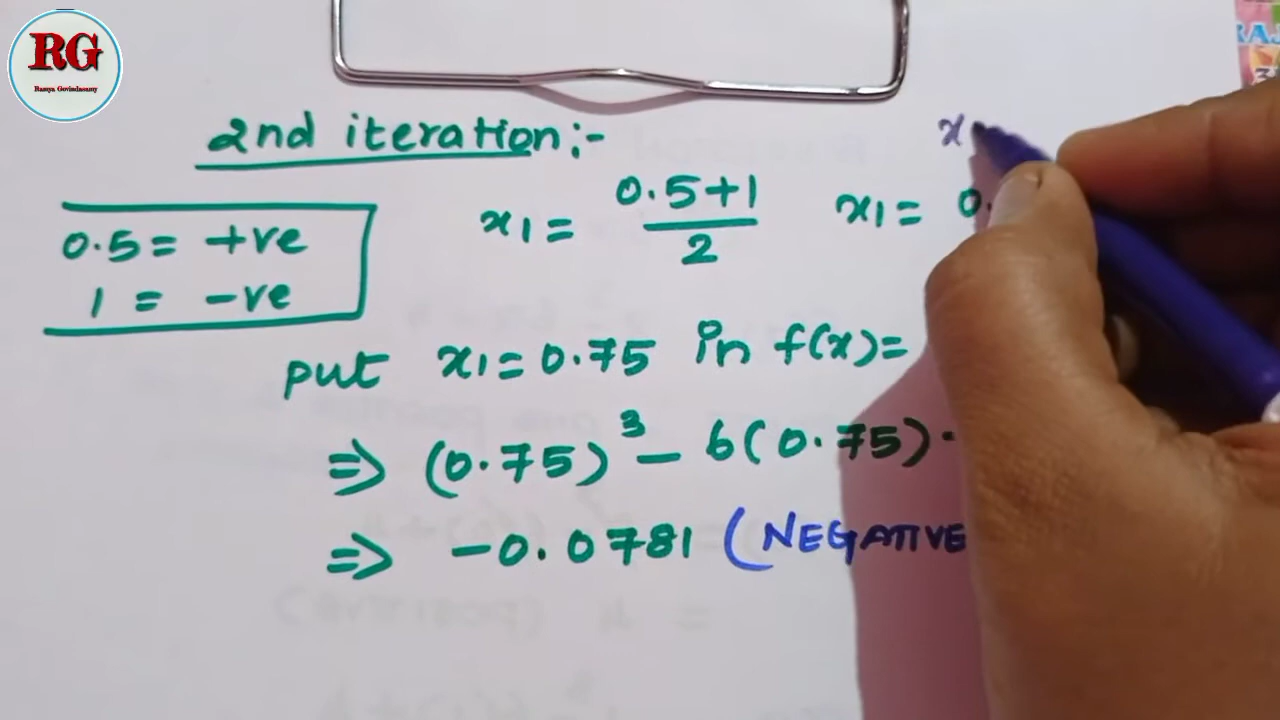 RG
Ramya Govindasamy
2nd iteration:-
x
0.5 = +ve
1 = -ve
x1 = 0.5+1
2
x1 = 0.
put x1 = 0.75 in f(x)=
⇒ (0.75)³ - 6(0.75)
⇒ -0.0781 (NEGATIVE